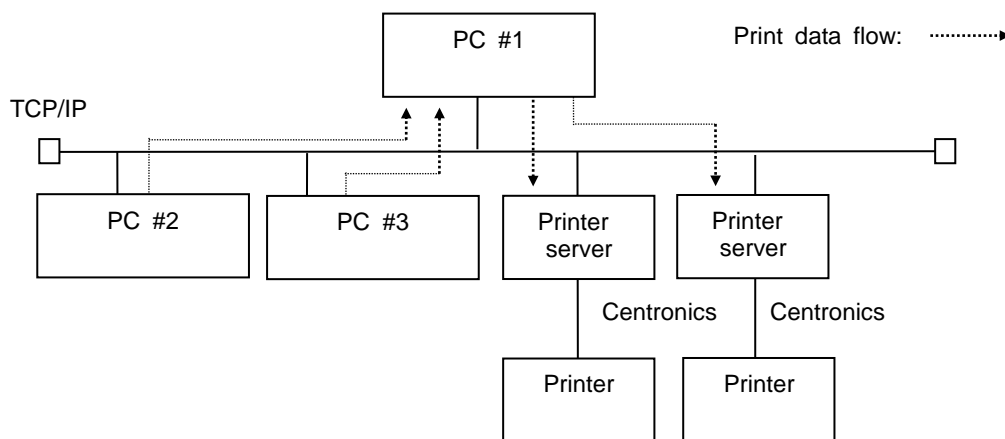 PC #1
Print data flow:
TCP/IP
PC #2
PC #3
Printer
server
Printer
server
Centronics
Centronics
Printer
Printer